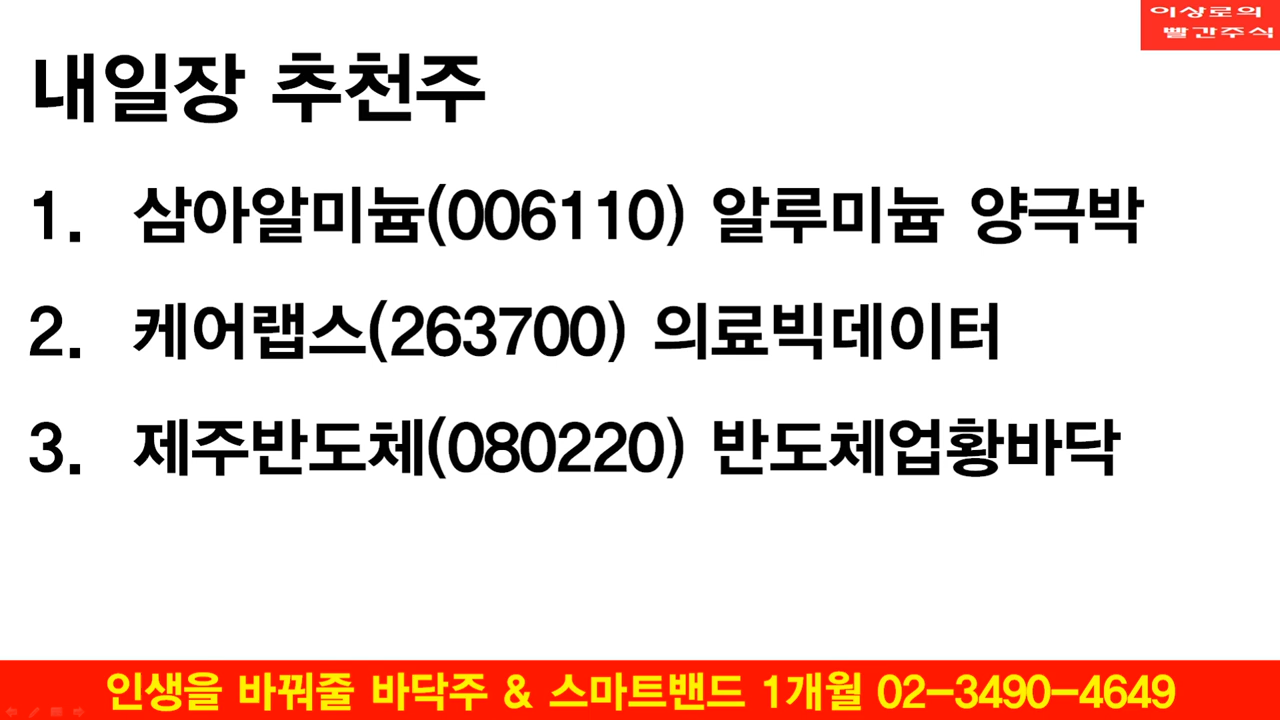 이상로의
빨간주식
내일장 추천주
1. 삼아알미늄(006110) 알루미늄 양극박
2. 케어랩스(263700) 의료빅데이터
3. 제주반도체(080220) 반도체업황바닥
인생을 바꿔줄 바닥주 & 스마트밴드 1개월 02-3490-4649